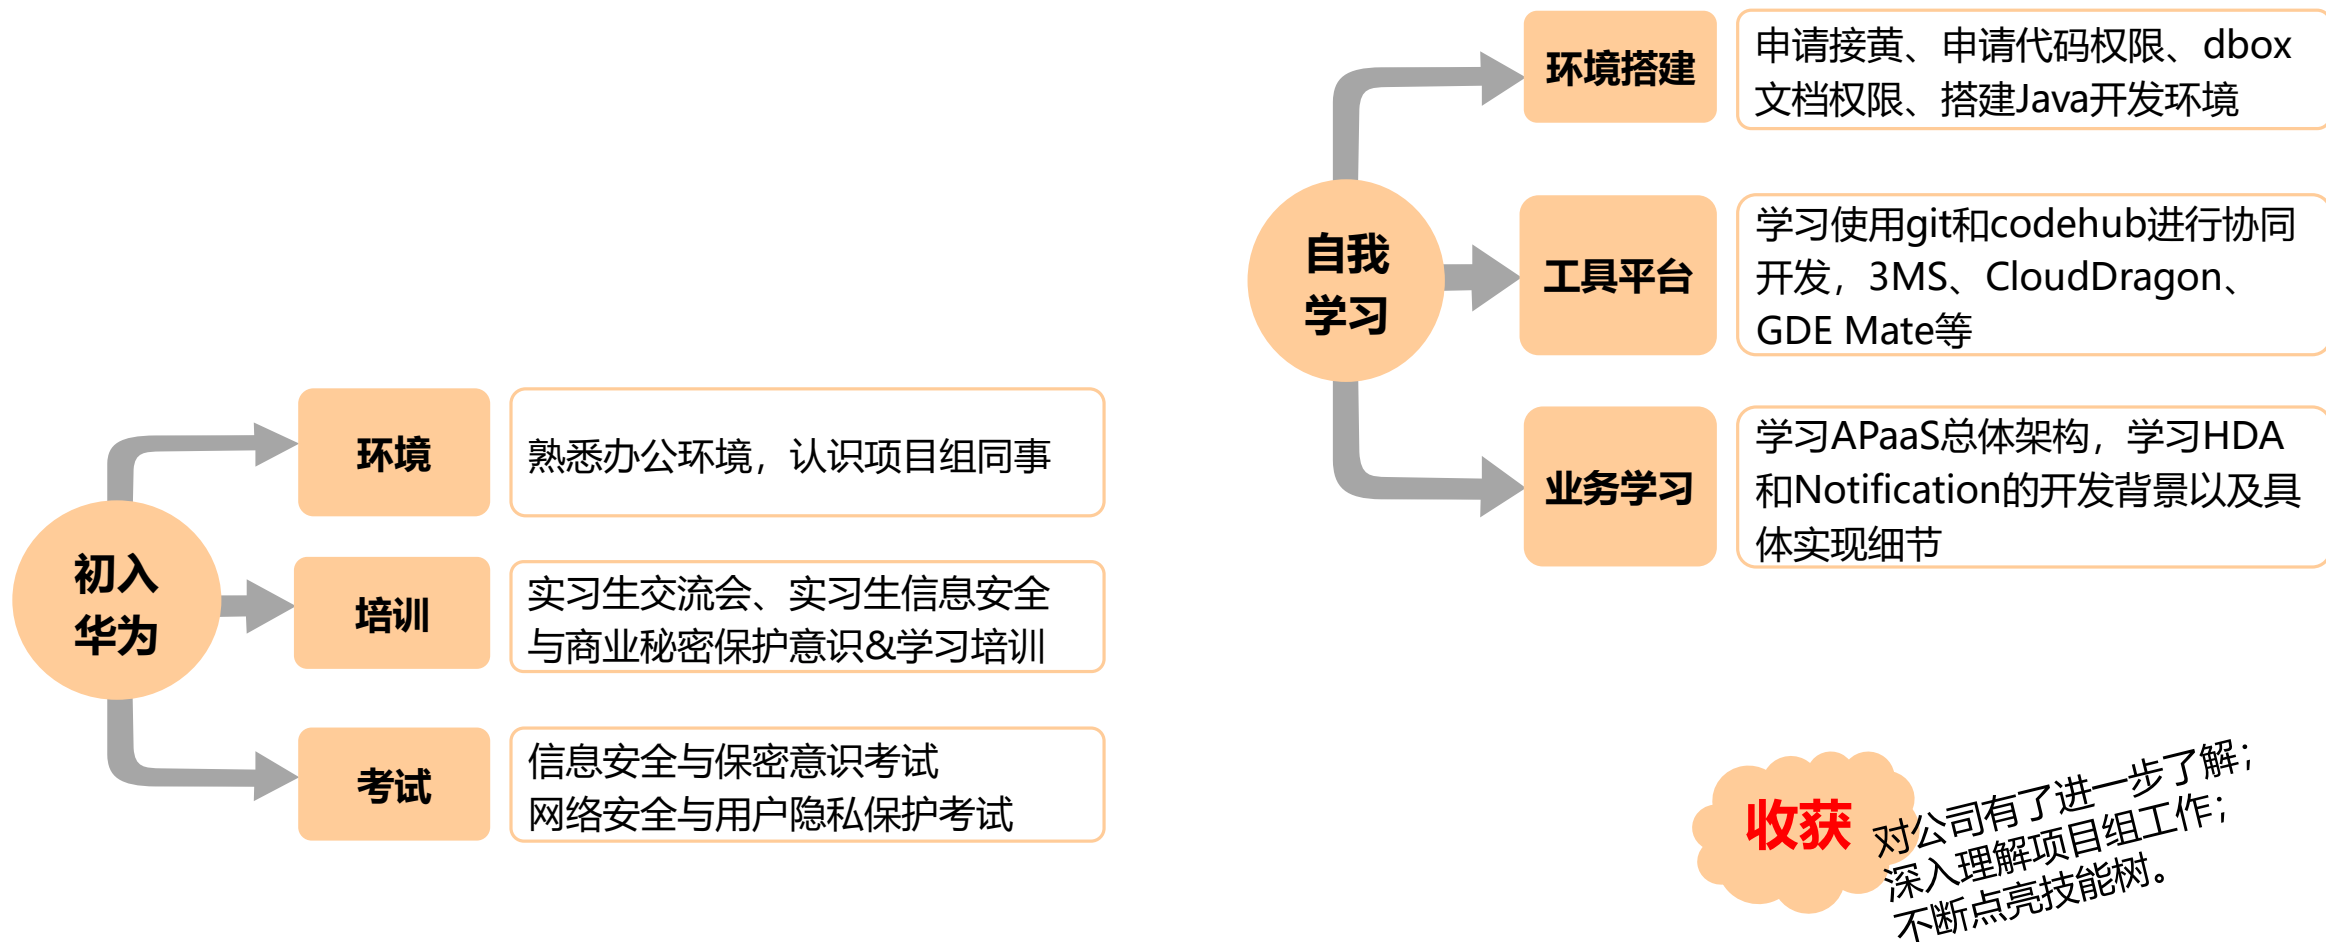 初入
华为
环境
熟悉办公环境，认识项目组同事
培训
实习生交流会、实习生信息安全
与商业秘密保护意识&学习培训
考试
信息安全与保密意识考试
网络安全与用户隐私保护考试
自我
学习
环境搭建
申请接黄、申请代码权限、dbox
文档权限、搭建Java开发环境
工具平台
学习使用git和codehub进行协同
开发，3MS、CloudDragon、
GDE Mate等
业务学习
学习APaaS总体架构，学习HDA
和Notification的开发背景以及具
体实现细节
收获
对公司有了进一步了解；
深入理解项目组工作；
不断点亮技能树。